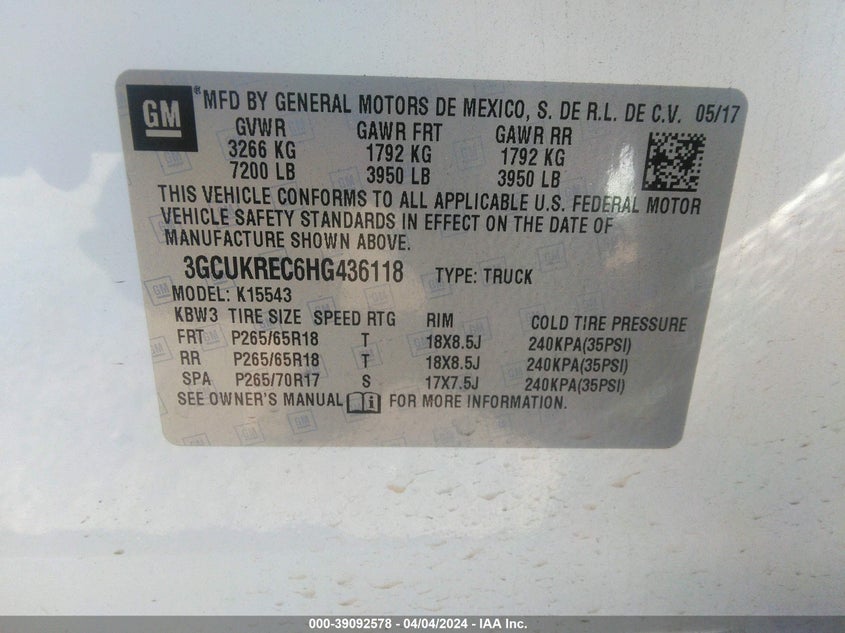 GM ® MFD BY GENERAL MOTORS DE MEXICO, S. DE R.L. DE C.V. 05/17
GVWR GAWR FRT GAWR RR
3266 KG 1792 KG 1792 KG
7200 LB 3950 LB 3950 LB
THIS VEHICLE CONFORMS TO ALL APPLICABLE U.S. FEDERAL MOTOR
VEHICLE SAFETY STANDARDS IN EFFECT ON THE DATE OF
MANUFACTURE SHOWN ABOVE.
3GCUKREC6HG436118 TYPE: TRUCK
MODEL: K15543
KBW3 TIRE SIZE SPEED RTG RIM COLD TIRE PRESSURE
FRT P265/65R18 T 18X8.5J 240KPA(35PSI)
RR P265/65R18 T 18X8.5J 240KPA(35PSI)
SPA P265/70R17 S 17X7.5J 240KPA(35PSI)
SEE OWNER'S MANUAL FOR MORE INFORMATION.
000-39092578 - 04/04/2024 - IAA Inc.